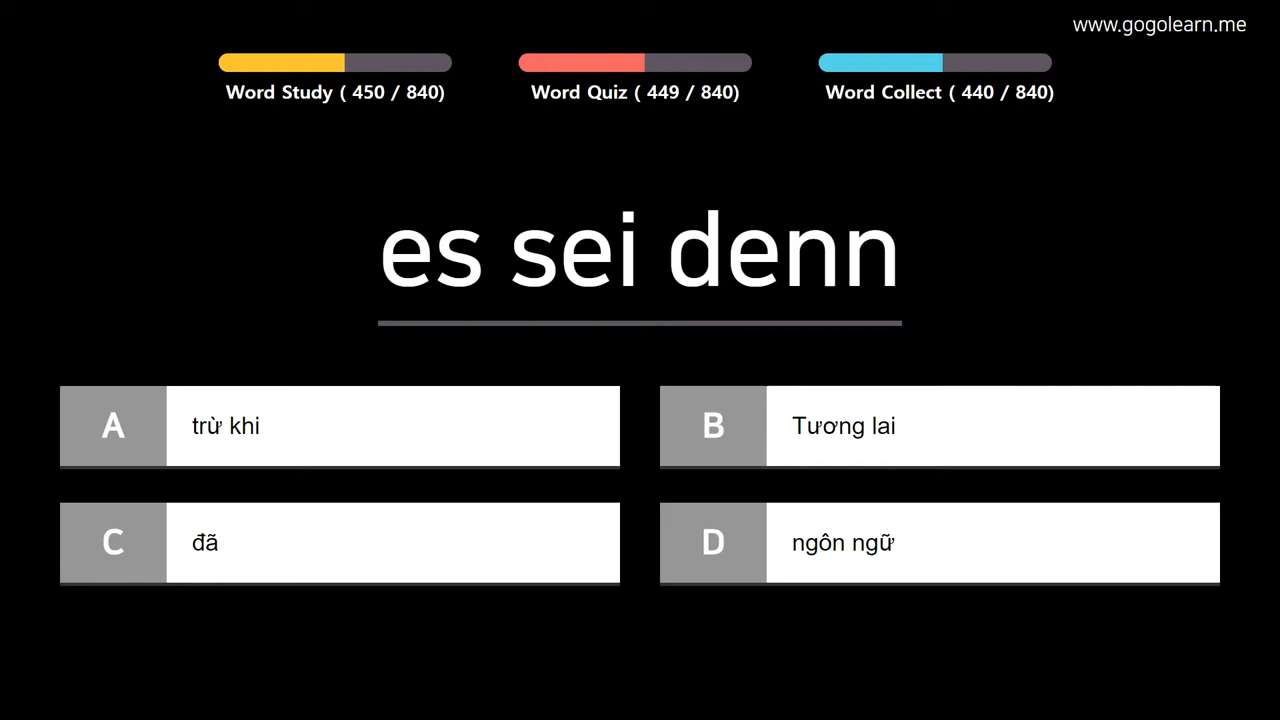 www.gogolearn.me
Word Study ( 450 / 840)
Word Quiz ( 449 / 840)
Word Collect ( 440 / 840)
es sei denn
A trừ khi
B Tương lai
C đã
D ngôn ngữ